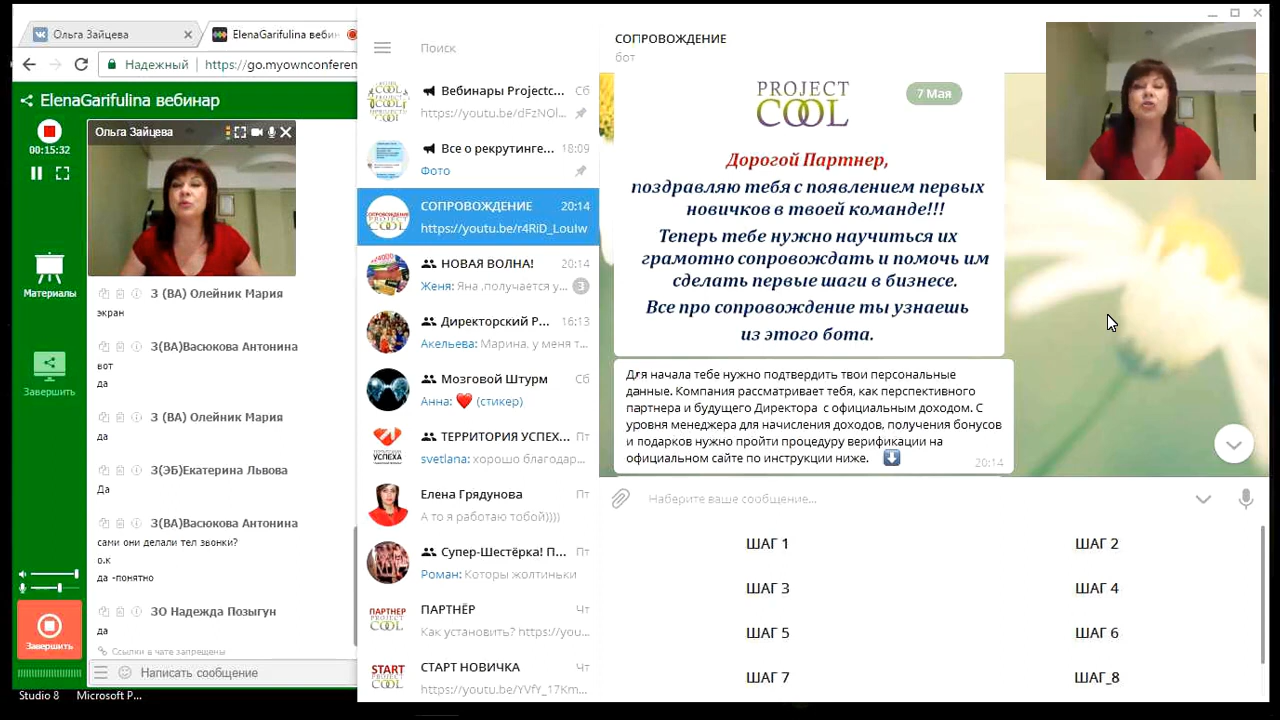 Ольга Зайцева
ElenaGarifulina веби
Надежный
https://go.myownconferen
ElenaGarifulina вебинар
00:15:32
Материалы
Завершить
Завершить
Ольга Зайцева
З (ВА) Олейник Мария
экран
З(ВА)Васюкова Антонина
вот
да
З (ВА) Олейник Мария
да
З(ЭБ)Екатерина Львова
Да
З(ВА)Васюкова Антонина
сами они делали тел звонки?
о.к
да -понятно
ЗО Надежда Позыгун
да
Ссылки в чате запрещены
Написать сообщение
Studio 8
Microsoft P...
Поиск
Вебинары Projectc...
Сб
https://youtu.be/dFzNOl...
Все о рекрутинге...
18:09
Фото
СОПРОВОЖДЕНИЕ
20:14
https://youtu.be/r4RiD_LouIw
НОВАЯ ВОЛНА!
20:14
Женя: Яна ,получается у...
3
Директорский Р...
16:13
Акельева: Марина, у меня т...
Мозговой Штурм
Сб
Анна: ❤️ (стикер)
ТЕРРИТОРИЯ УСПЕХ...
Пт
svetlana: хорошо благодар...
Елена Грядунова
Пт
А то я работаю тобой))))
Супер-Шестёрка! П...
Пт
Роман: Которы жолтиньки
ПАРТНЁР
Чт
Как установить? https://you...
СТАРТ НОВИЧКА
Чт
https://youtu.be/YVfY_17Km...
СОПРОВОЖДЕНИЕ
бот
PROJECT
COOL
7 Мая
Дорогой Партнер,
поздравляю тебя с появлением первых
новичков в твоей команде!!!
Теперь тебе нужно научиться их
грамотно сопровождать и помочь им
сделать первые шаги в бизнесе.
Все про сопровождение ты узнаешь
из этого бота.
Для начала тебе нужно подтвердить твои персональные
данные. Компания рассматривает тебя, как перспективного
партнера и будущего Директора с официальным доходом. С
уровня менеджера для начисления доходов, получения бонусов
и подарков нужно пройти процедуру верификации на
официальном сайте по инструкции ниже. ⬇️
20:14
Наберите ваше сообщение...
ШАГ 1
ШАГ 2
ШАГ 3
ШАГ 4
ШАГ 5
ШАГ 6
ШАГ 7
ШАГ_8